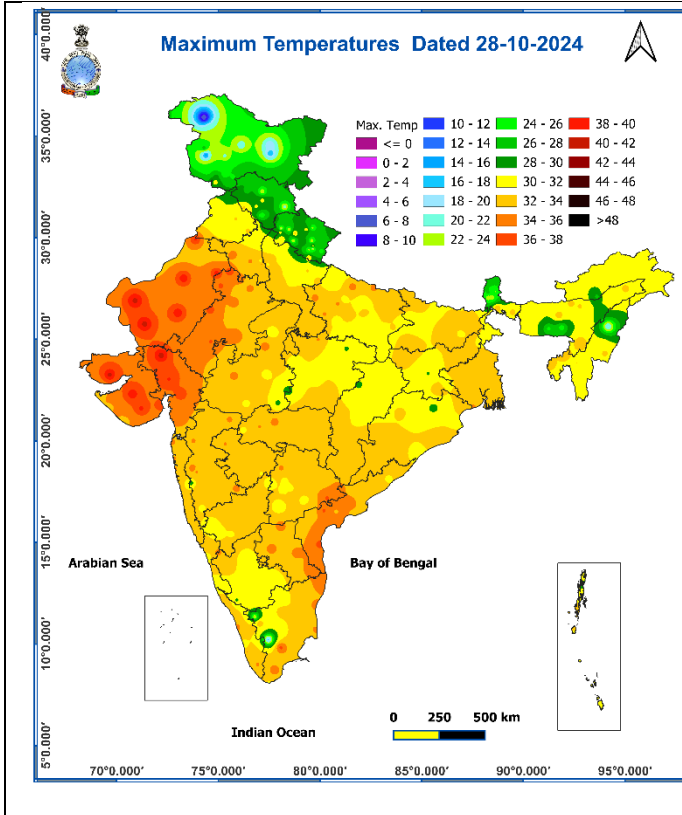 Maximum Temperatures Dated 28-10-2024
Max. Temp
<= 0
0 - 2
2 - 4
4 - 6
6 - 8
8 - 10
10 - 12
12 - 14
14 - 16
16 - 18
18 - 20
20 - 22
22 - 24
24 - 26
26 - 28
28 - 30
30 - 32
32 - 34
34 - 36
36 - 38
38 - 40
40 - 42
42 - 44
44 - 46
46 - 48
>48
40°0.000'
35°0.000'
30°0.000'
25°0.000'
20°0.000'
15°0.000'
10°0.000'
5°0.000'
Arabian Sea
Bay of Bengal
Indian Ocean
0 250 500 km
70°0.000' 75°0.000' 80°0.000' 85°0.000' 90°0.000' 95°0.000'